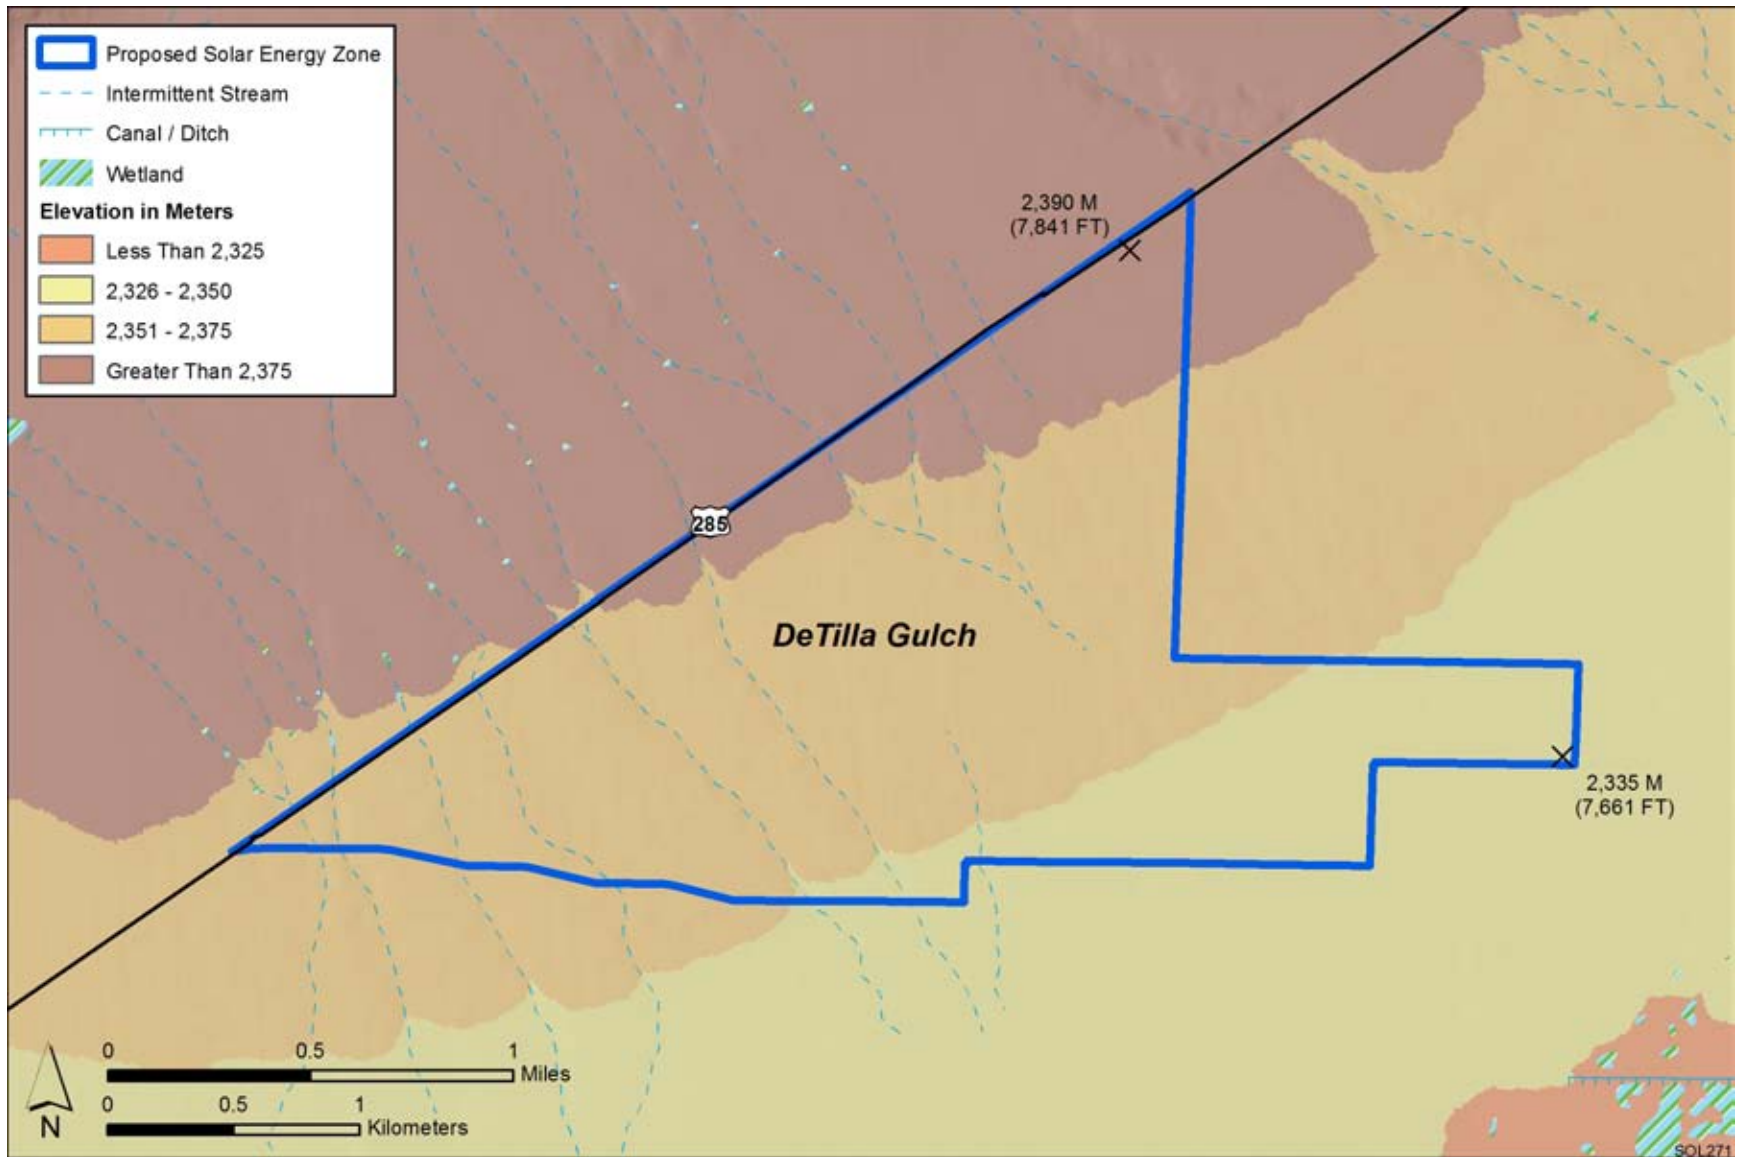 Proposed Solar Energy Zone
Intermittent Stream
Canal / Ditch
Wetland
Elevation in Meters
Less Than 2,325
2,326 - 2,350
2,351 - 2,375
Greater Than 2,375
2,390 M
(7,841 FT)
285
DeTilla Gulch
2,335 M
(7,661 FT)
0 0.5 1
Miles
0 0.5 1
Kilometers
N
SOL271